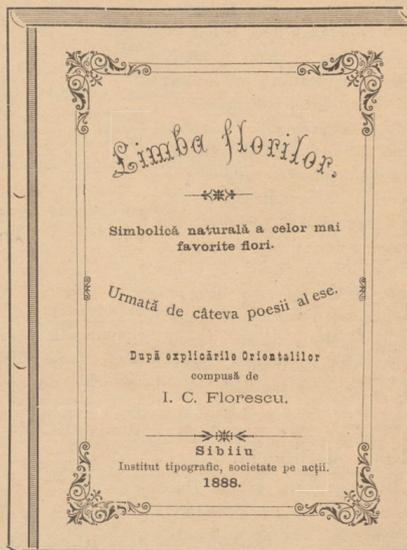 Limba florilor.
Simbolică naturală a celor mai
favorite flori.
Urmată de câteva poesii alese.
După explicările Orientalilor
compusă de
I. C. Florescu.
Sibiiu
Institut tipografic, societate pe acții.
1888.